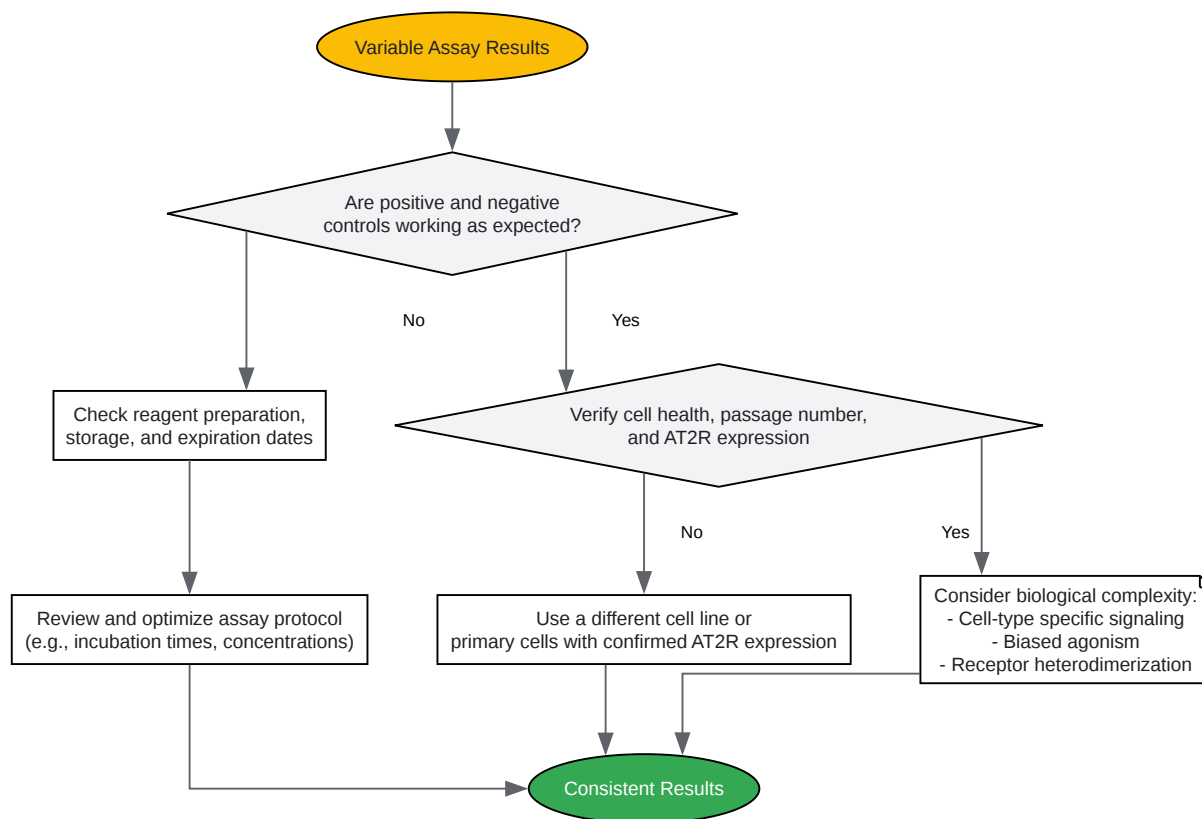 Variable Assay Results
Are positive and negative
controls working as expected?
No
Yes
Check reagent preparation,
storage, and expiration dates
Verify cell health, passage number,
and AT2R expression
No
Yes
Review and optimize assay protocol
(e.g., incubation times, concentrations)
Use a different cell line or
primary cells with confirmed AT2R expression
Consider biological complexity:
- Cell-type specific signaling
- Biased agonism
- Receptor heterodimerization
Consistent Results